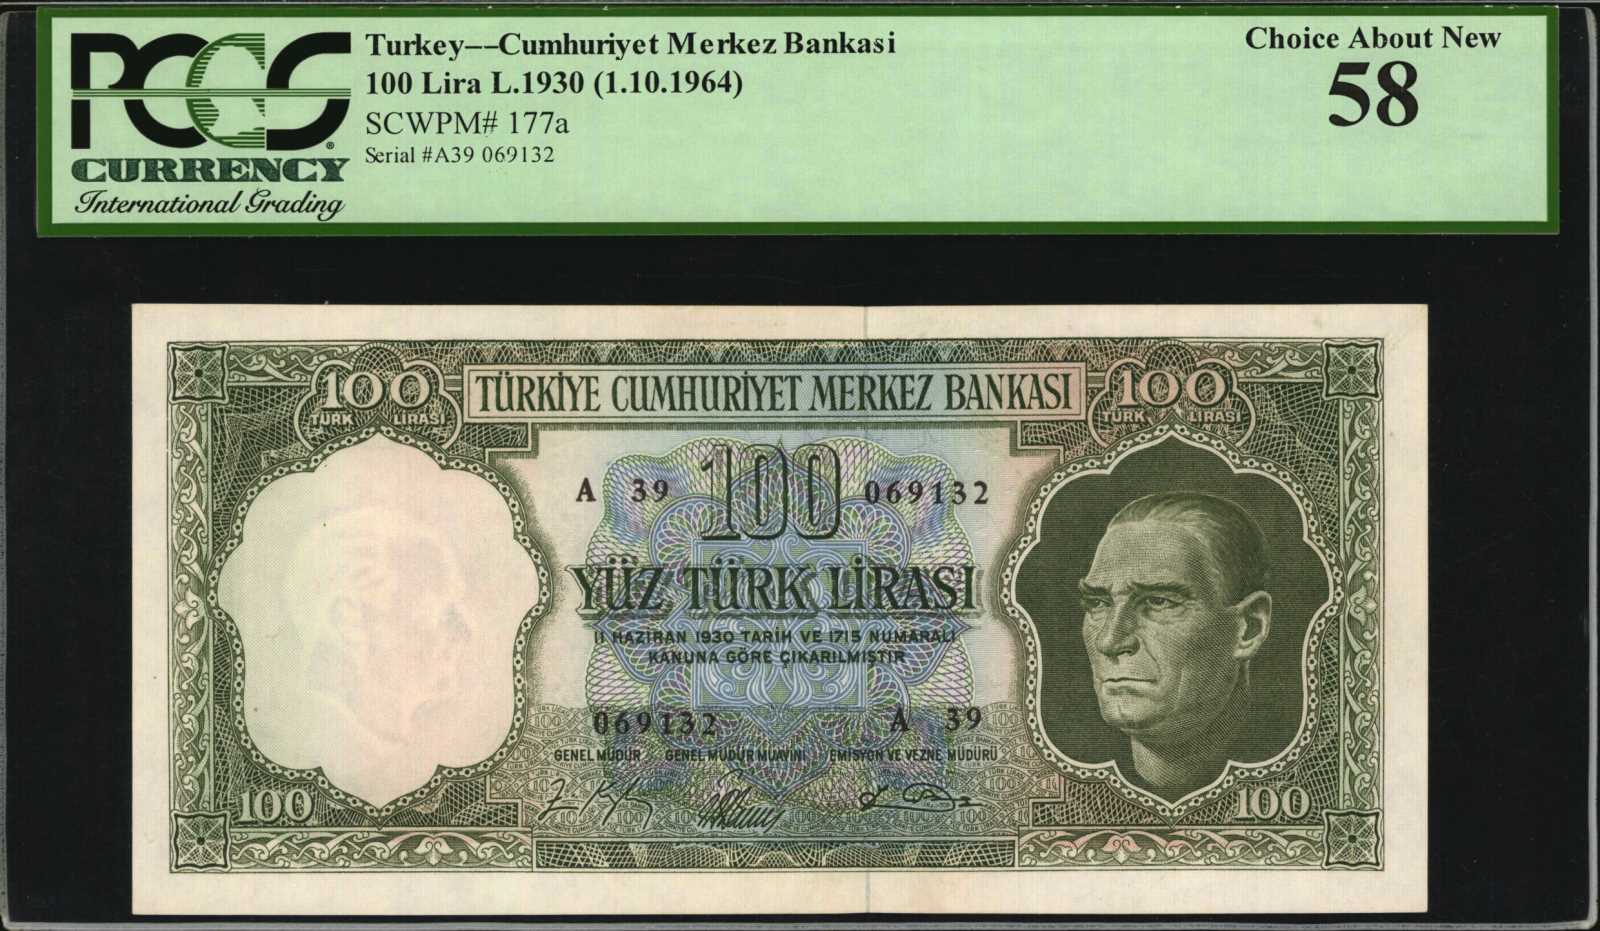 PCGS
CURRENCY
International Grading
Turkey––Cumhuriyet Merkez Bankasi
100 Lira L.1930 (1.10.1964)
SCWPM# 177a
Serial #A39 069132
Choice About New
58
100
TÜRK LİRASI
TÜRKİYE CUMHURİYET MERKEZ BANKASI
100
TÜRK LİRASI
A 39 100 069132
YÜZ TÜRK LİRASI
11 HAZİRAN 1930 TARİH VE 1715 NUMARALI
KANUNA GÖRE ÇIKARILMIŞTIR
069132 A 39
GENEL MÜDÜR GENEL MÜDÜR MUAVİNİ EMİSYON VE VEZNE MÜDÜRÜ
100 100